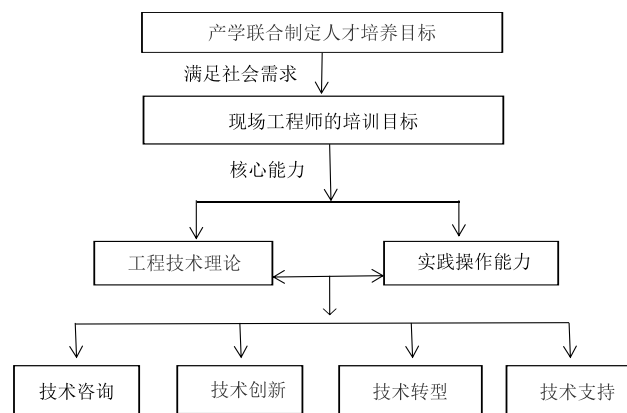 产学联合制定人才培养目标
满足社会需求
现场工程师的培训目标
核心能力
工程技术理论
实践操作能力
技术咨询
技术创新
技术转型
技术支持